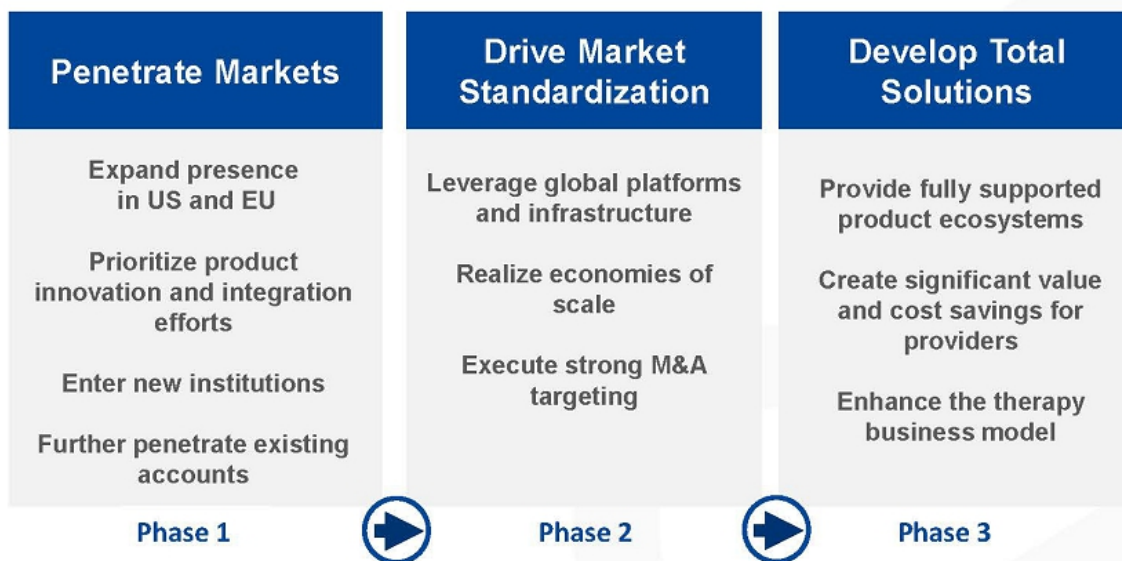 Penetrate Markets
Expand presence
in US and EU
Prioritize product
innovation and integration
efforts
Enter new institutions
Further penetrate existing
accounts
Phase 1
Drive Market
Standardization
Leverage global platforms
and infrastructure
Realize economies of
scale
Execute strong M&A
targeting
Phase 2
Develop Total
Solutions
Provide fully supported
product ecosystems
Create significant value
and cost savings for
providers
Enhance the therapy
business model
Phase 3